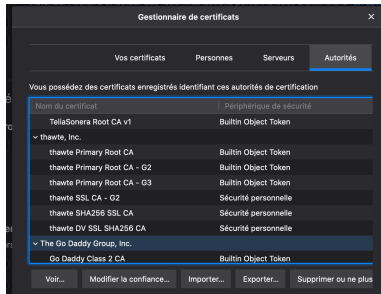 Gestionnaire de certificats
Vos certificats Personnes Serveurs Autorités
Vous possédez des certificats enregistrés identifiant ces autorités de certification
Nom du certificat Périphérique de sécurité
TeliaSonera Root CA v1 Builtin Object Token
thawte, Inc.
thawte Primary Root CA Builtin Object Token
thawte Primary Root CA - G2 Builtin Object Token
thawte Primary Root CA - G3 Builtin Object Token
thawte SSL CA - G2 Sécurité personnelle
thawte SHA256 SSL CA Sécurité personnelle
thawte DV SSL SHA256 CA Sécurité personnelle
The Go Daddy Group, Inc.
Go Daddy Class 2 CA Builtin Object Token
Voir... Modifier la confiance... Importer... Exporter... Supprimer ou ne plus